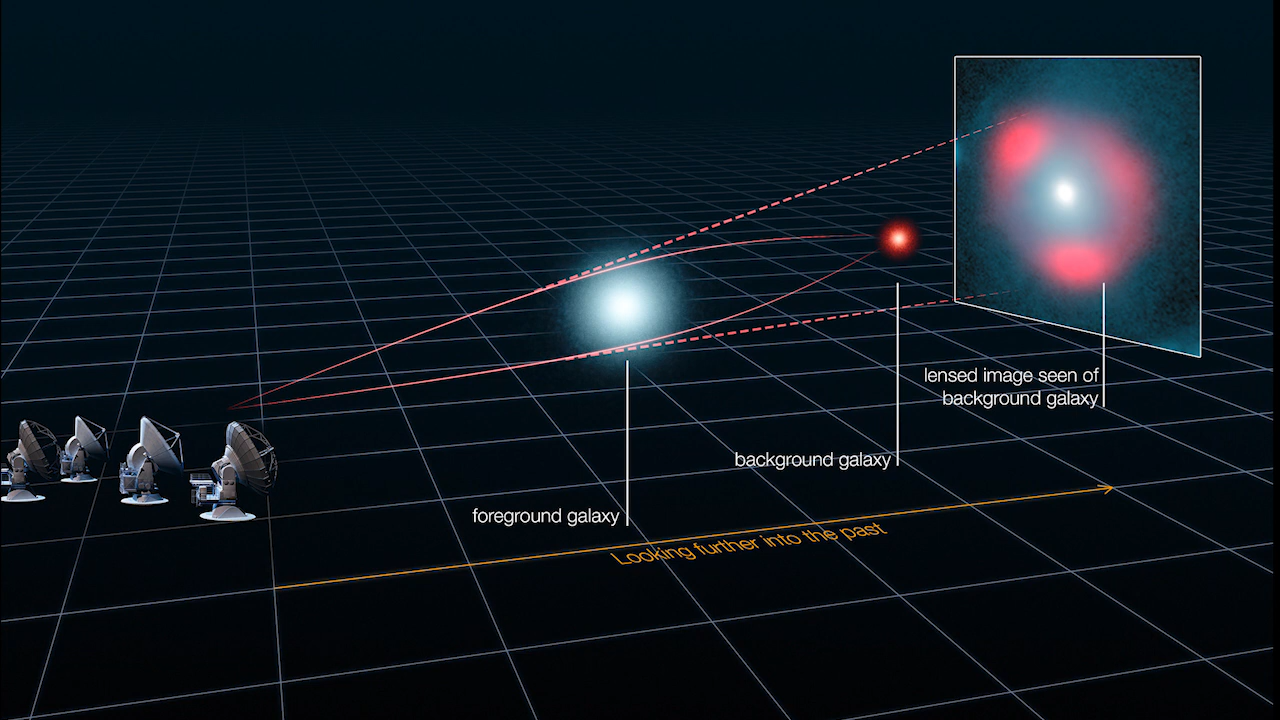 lensed image seen of
background galaxy
background galaxy
foreground galaxy
Looking further into the past